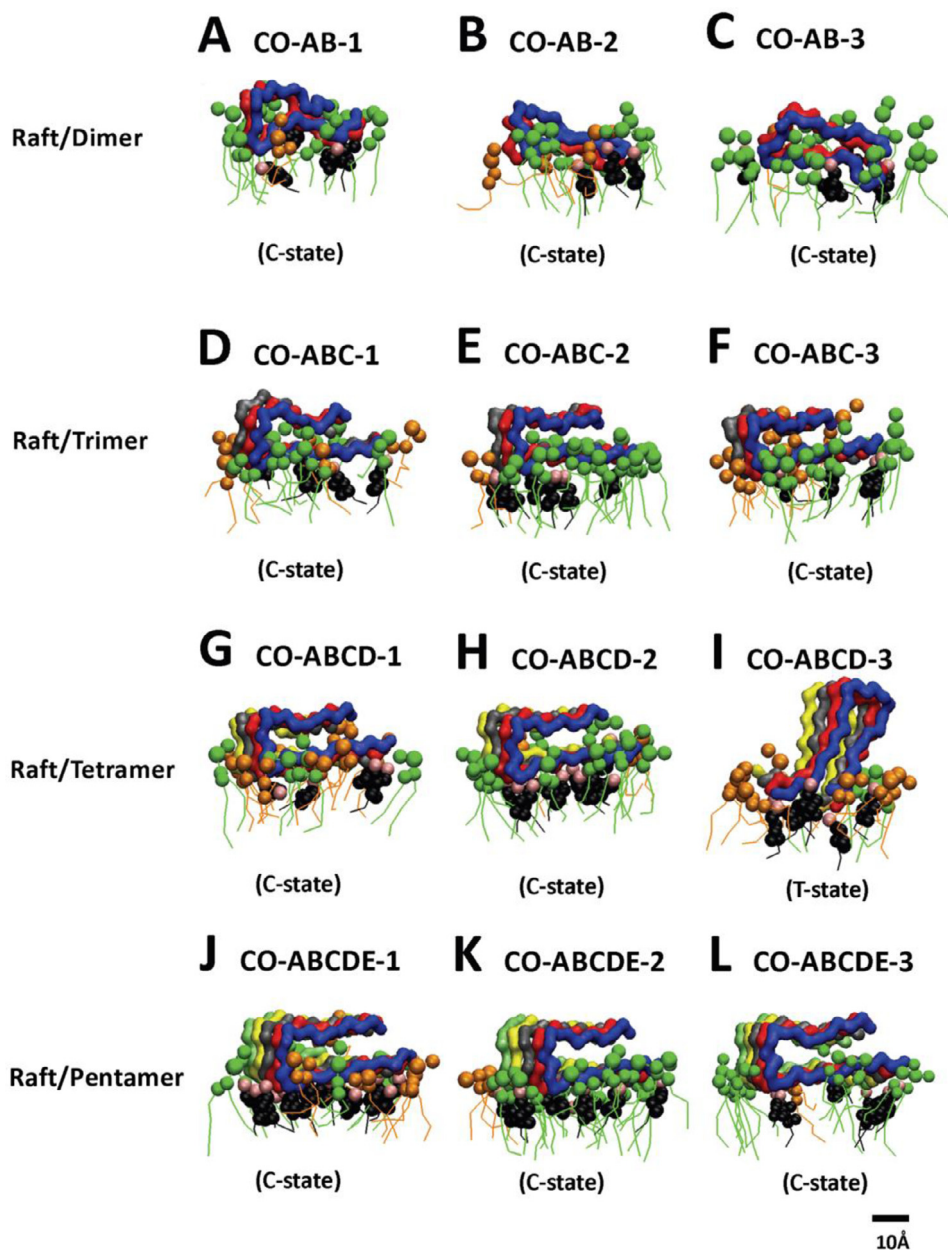 A CO-AB-1
B CO-AB-2
C CO-AB-3
Raft/Dimer
(C-state)
(C-state)
(C-state)
D CO-ABC-1
E CO-ABC-2
F CO-ABC-3
Raft/Trimer
(C-state)
(C-state)
(C-state)
G CO-ABCD-1
H CO-ABCD-2
I CO-ABCD-3
Raft/Tetramer
(C-state)
(C-state)
(T-state)
J CO-ABCDE-1
K CO-ABCDE-2
L CO-ABCDE-3
Raft/Pentamer
(C-state)
(C-state)
(C-state)
10Å